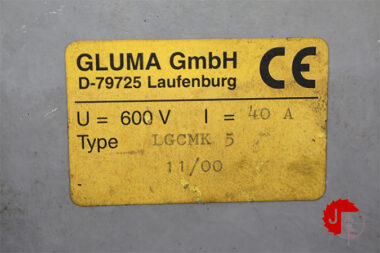 GLUMA GmbH
D-79725 Laufenburg
CE
U = 600 V I = 40 A
Type LGCMK 5
11/00